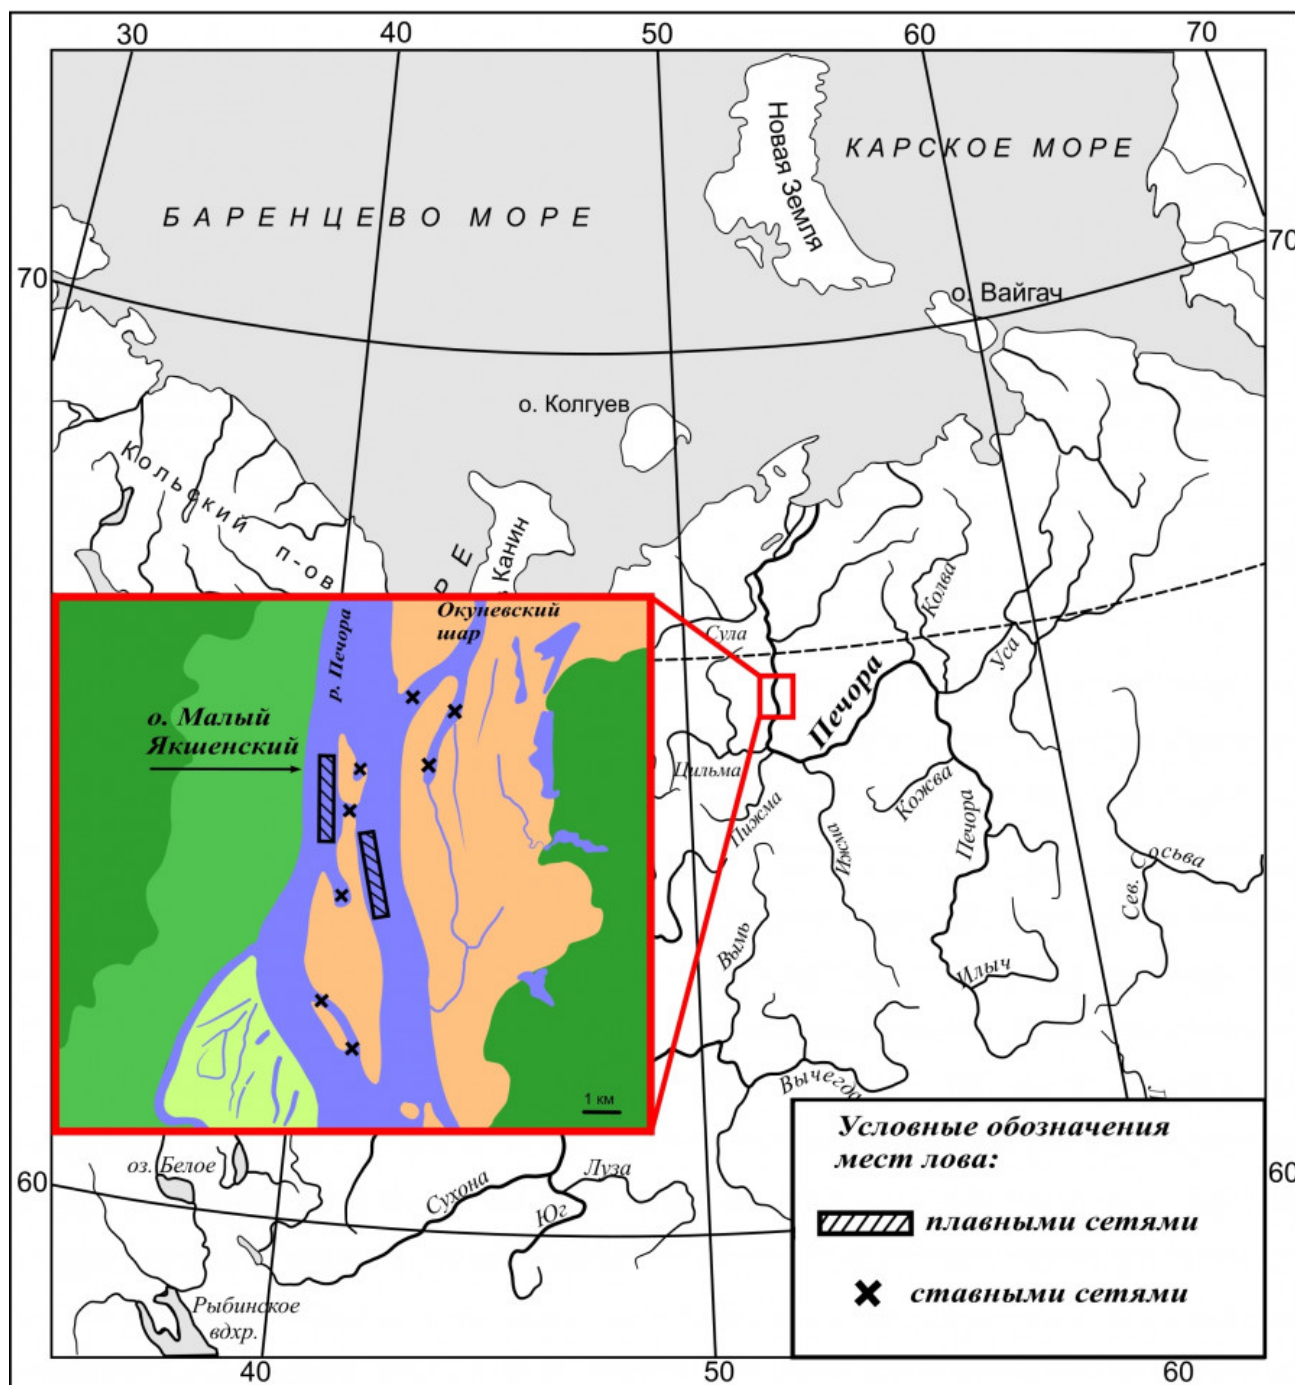 30 40 50 60 70
Новая Земля
КАРСКОЕ МОРЕ
БАРЕНЦЕВО МОРЕ
70
70
о. Вайгач
о. Колгуев
Кольский п-ов
РЕ
Канин
Колва
Сула
Уса
Печора
Цильма
Пижма
Ижма
Кожва
Печора
Сев. Сосьва
Вымь
Илыч
Вычегда
Окуневский
шар
р. Печора
о. Малый
Якшенский
1 км
оз. Белое
Сухона
Луза
Юг
60
60
Рыбинское
вдхр.
Условные обозначения
мест лова:
плавными сетями
ставными сетями
40 50 60